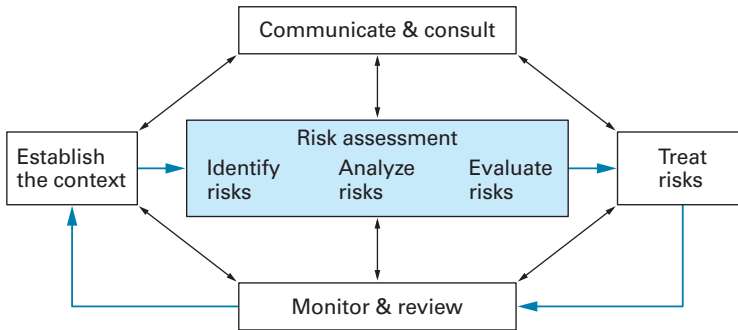 Communicate & consult
Risk assessment
Establish
the context
Identify
risks
Analyze
risks
Evaluate
risks
Treat
risks
Monitor & review